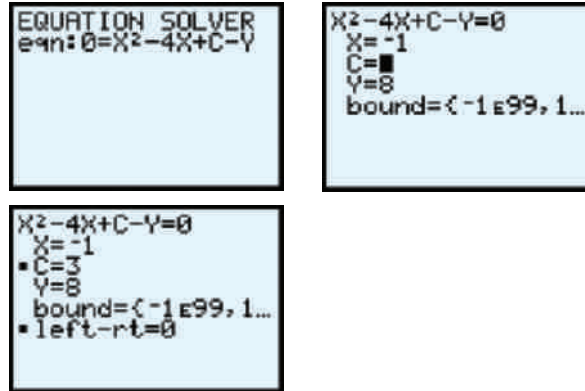 EQUATION SOLVER
eqn:0=X²-4X+C-Y
X²-4X+C-Y=0
X=⁻1
C=
Y=8
bound={⁻1ᴇ99,1…
X²-4X+C-Y=0
X=⁻1
▪C=3
Y=8
bound={⁻1ᴇ99,1…
▪left-rt=0